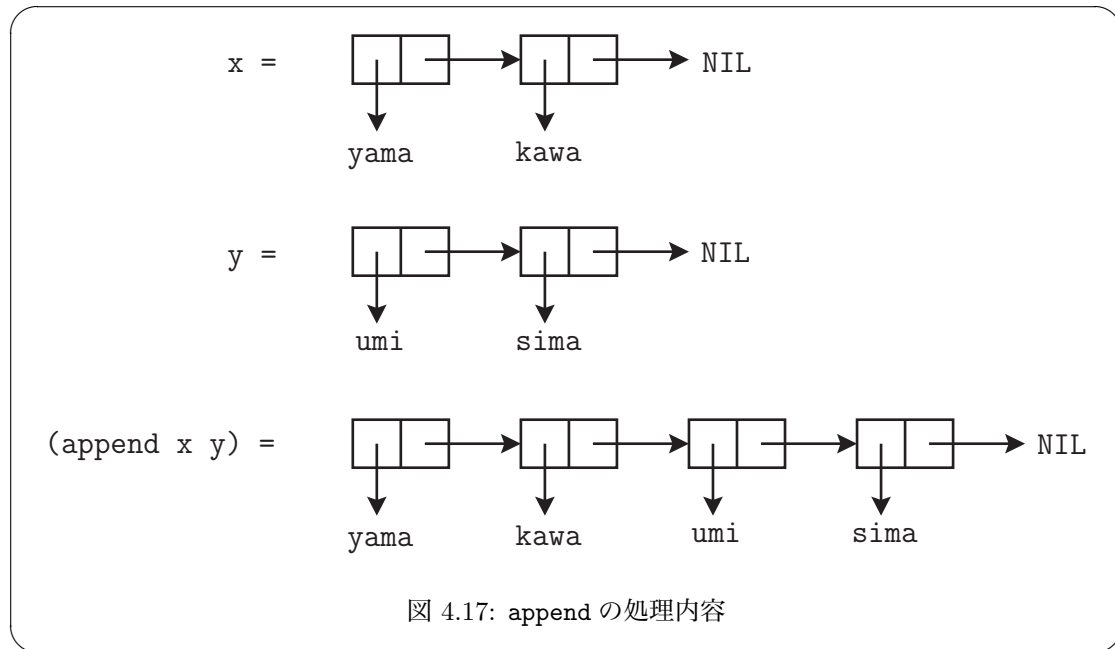 x = NIL
yama kawa
y = NIL
umi sima
(append x y) = NIL
yama kawa umi sima
図 4.17: append の処理内容